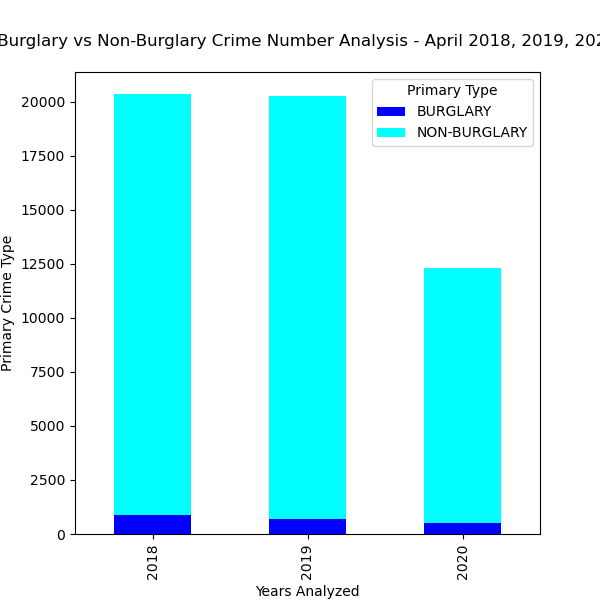 Burglary vs Non-Burglary Crime Number Analysis - April 2018, 2019, 202
Primary Type
BURGLARY
NON-BURGLARY
20000
17500
15000
12500
10000
7500
5000
2500
0
Primary Crime Type
2018
2019
2020
Years Analyzed